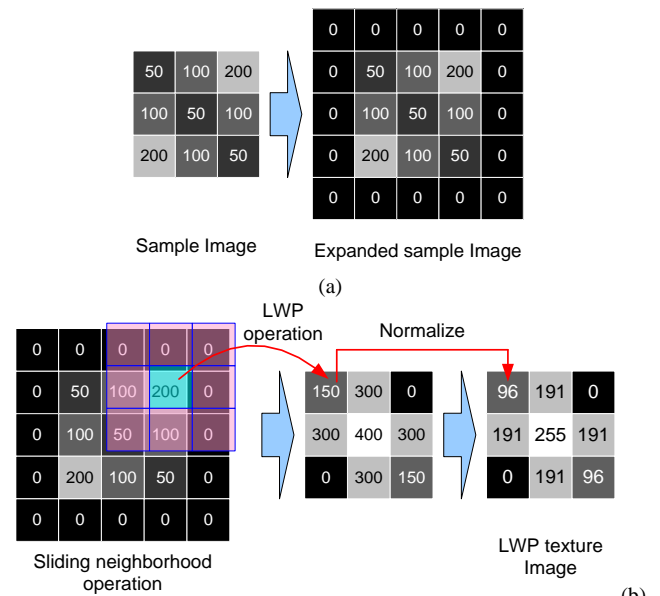 0 0 0 0 0
50 100 200
0 50 100 200 0
100 50 100
0 100 50 100 0
200 100 50
0 200 100 50 0
0 0 0 0 0
Sample Image
Expanded sample Image
(a)
LWP
operation
Normalize
0 0 0 0 0
0 50 100 200 0
150 300 0
96 191 0
0 100 50 100 0
300 400 300
191 255 191
0 200 100 50 0
0 300 150
0 191 96
0 0 0 0 0
Sliding neighborhood
operation
LWP texture
Image
(b)